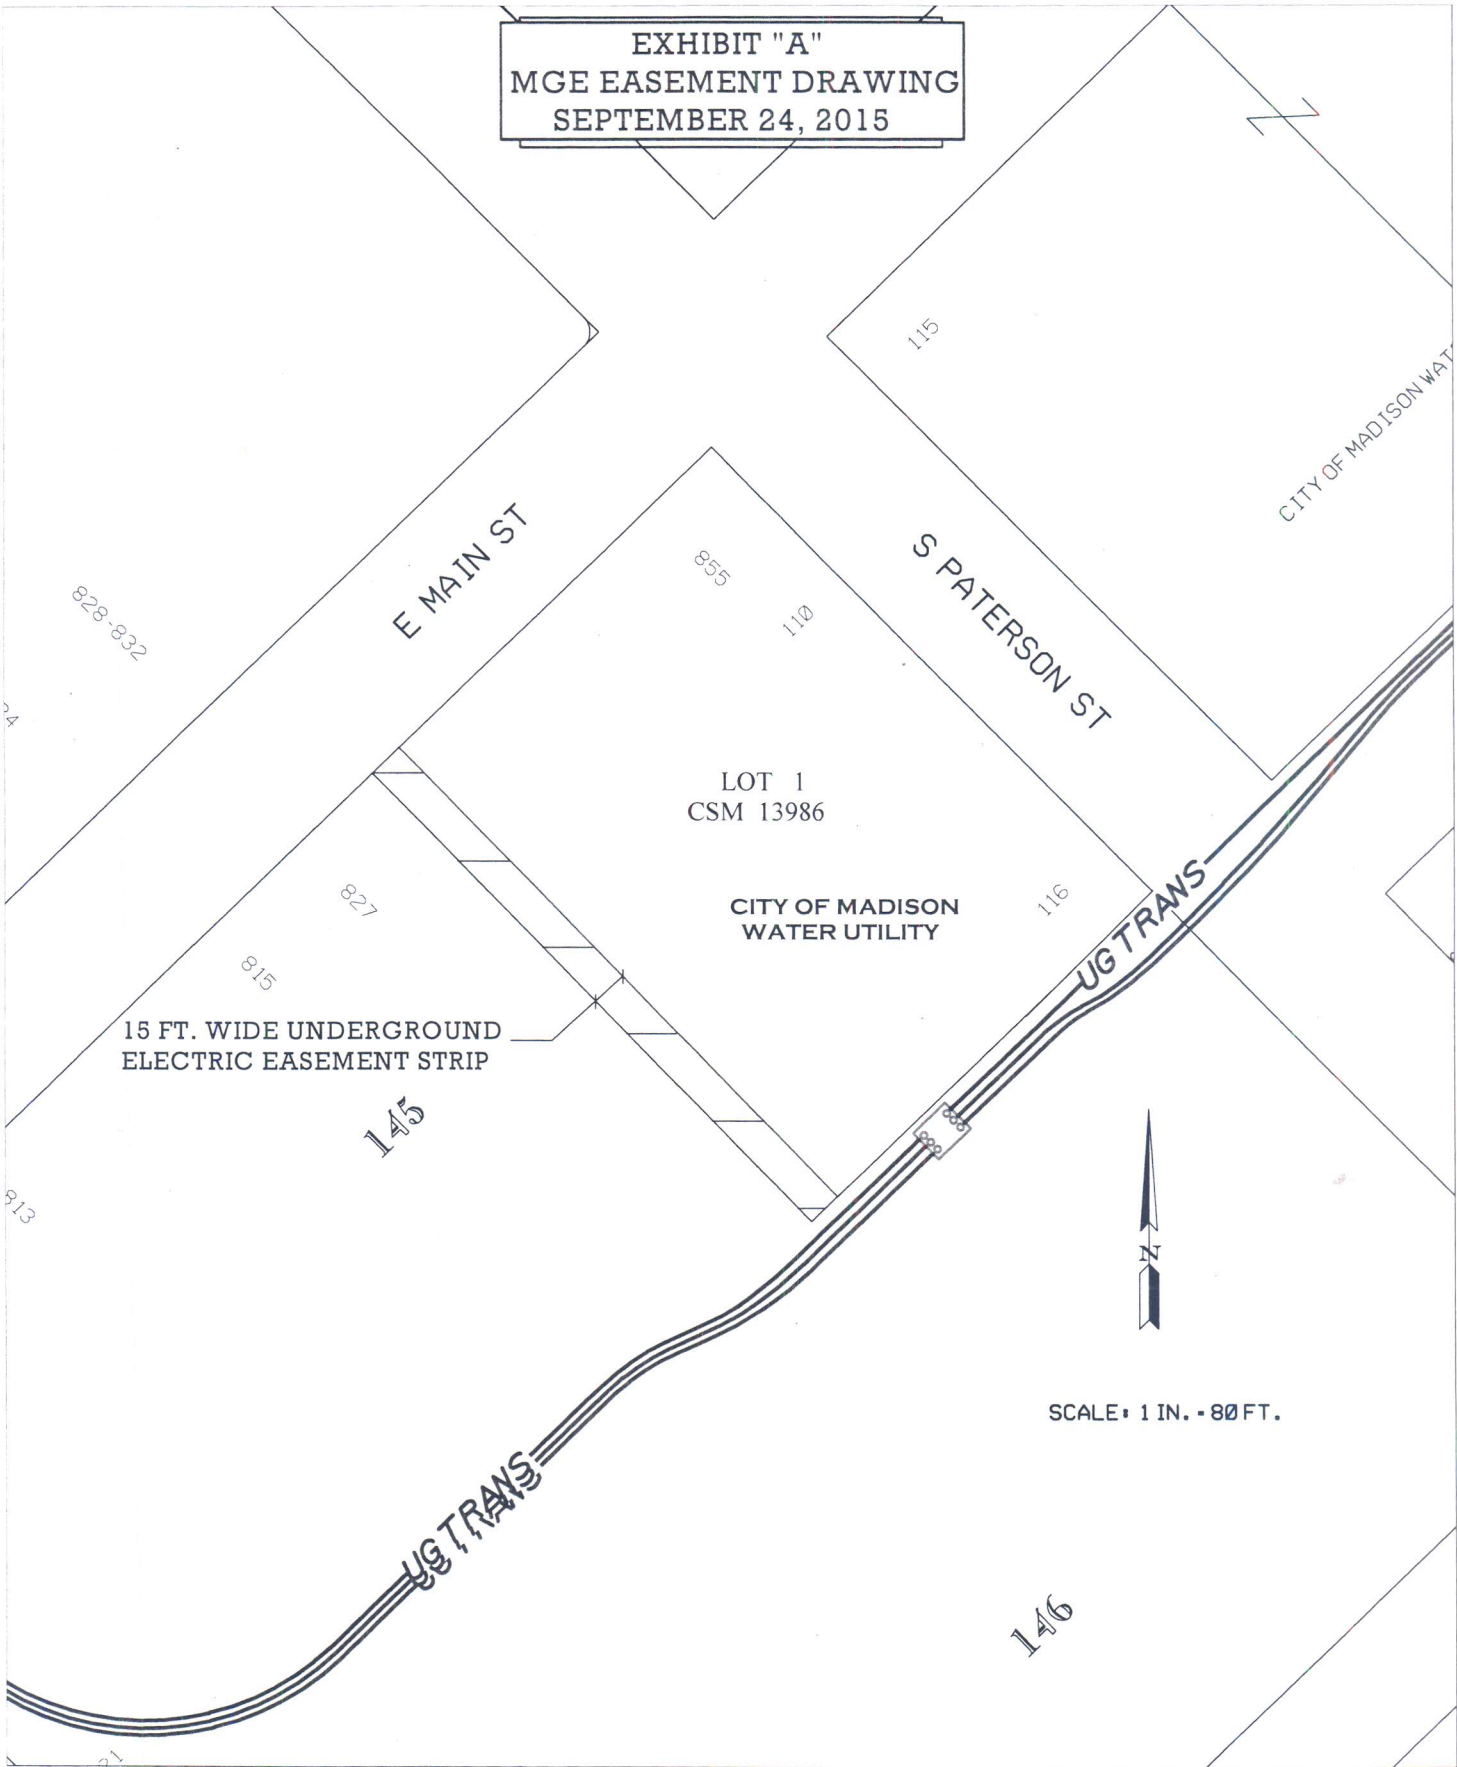 EXHIBIT "A"
MGE EASEMENT DRAWING
SEPTEMBER 24, 2015
115
CITY OF MADISON
E MAIN ST
S PATERSON ST
855
110
828-832
LOT 1
CSM 13986
827
116
CITY OF MADISON
WATER UTILITY
UG TRANS
815
15 FT. WIDE UNDERGROUND
ELECTRIC EASEMENT STRIP
145
813
N
SCALE: 1 IN. - 80 FT.
UG TRANS
146